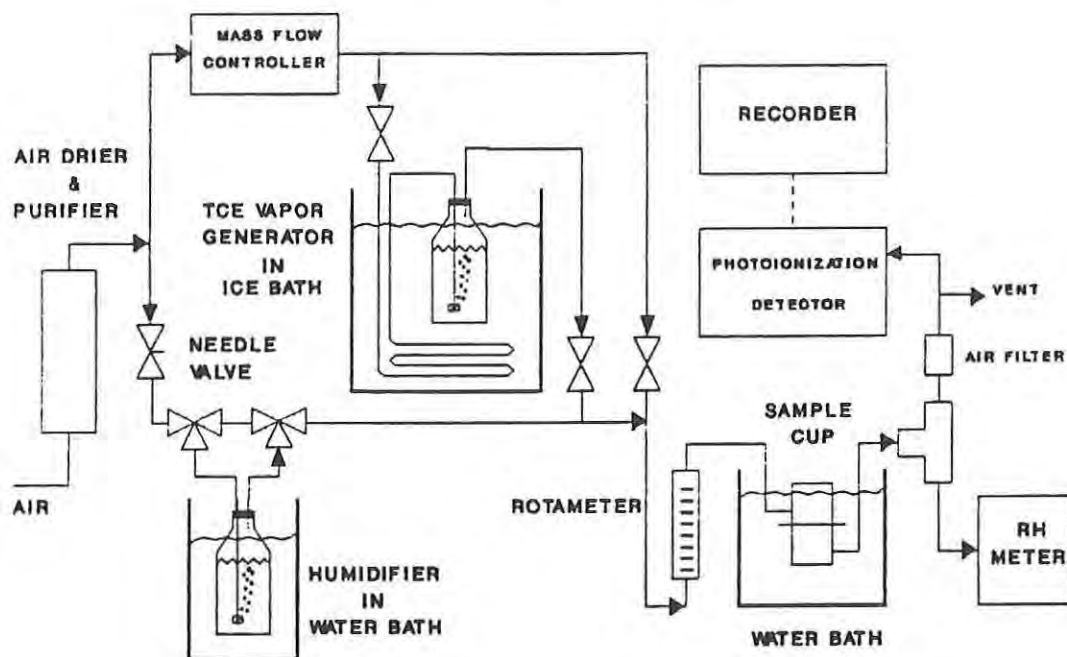 MASS FLOW
CONTROLLER
RECORDER
AIR DRIER
&
PURIFIER
TCE VAPOR
GENERATOR
IN
ICE BATH
PHOTOIONIZATION
DETECTOR
VENT
NEEDLE
VALVE
AIR FILTER
SAMPLE
CUP
AIR
ROTAMETER
RH
METER
HUMIDIFIER
IN
WATER BATH
WATER BATH